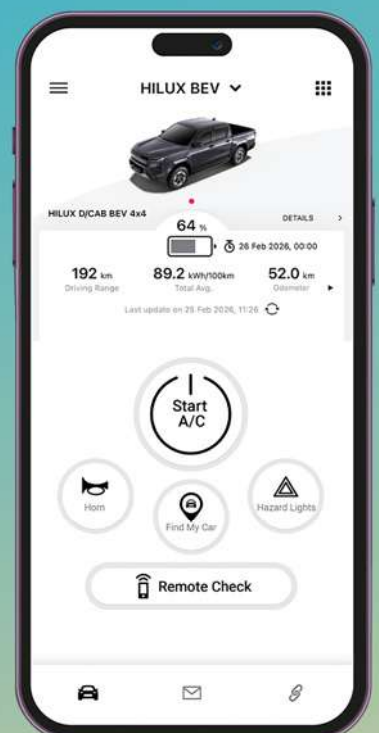 HILUX BEV
HILUX D/CAB BEV 4x4
DETAILS
64 %
26 Feb 2026, 00:00
192 km
Driving Range
89.2 kWh/100km
Total Avg.
52.0 km
Odometer
Last update on 25 Feb 2026, 11:26
Start
A/C
Horn
Find My Car
Hazard Lights
Remote Check